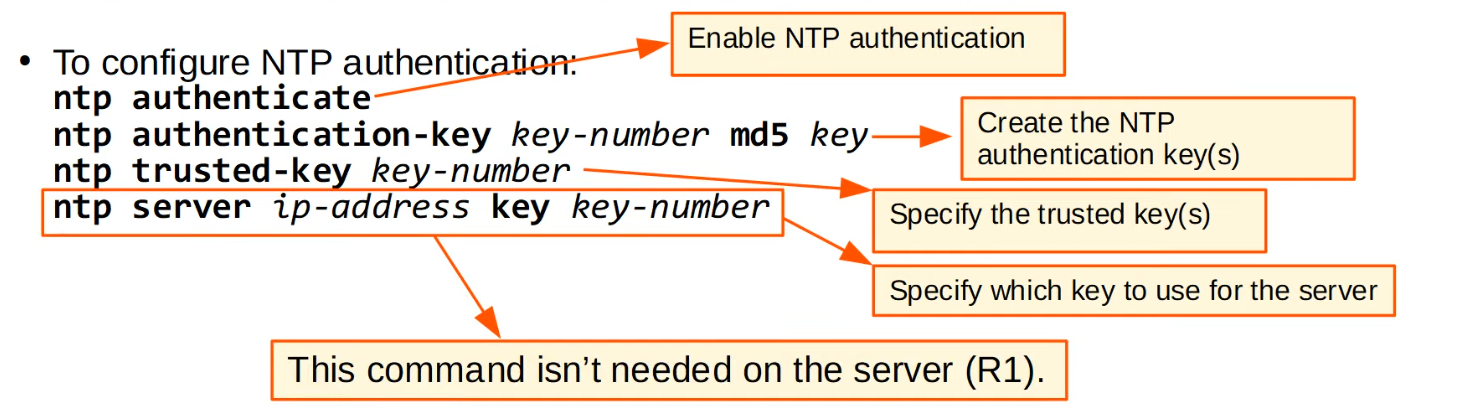 Enable NTP authentication
• To configure NTP authentication:
ntp authenticate
ntp authentication-key key-number md5 key
Create the NTP
authentication key(s)
ntp trusted-key key-number
ntp server ip-address key key-number
Specify the trusted key(s)
Specify which key to use for the server
This command isn’t needed on the server (R1).